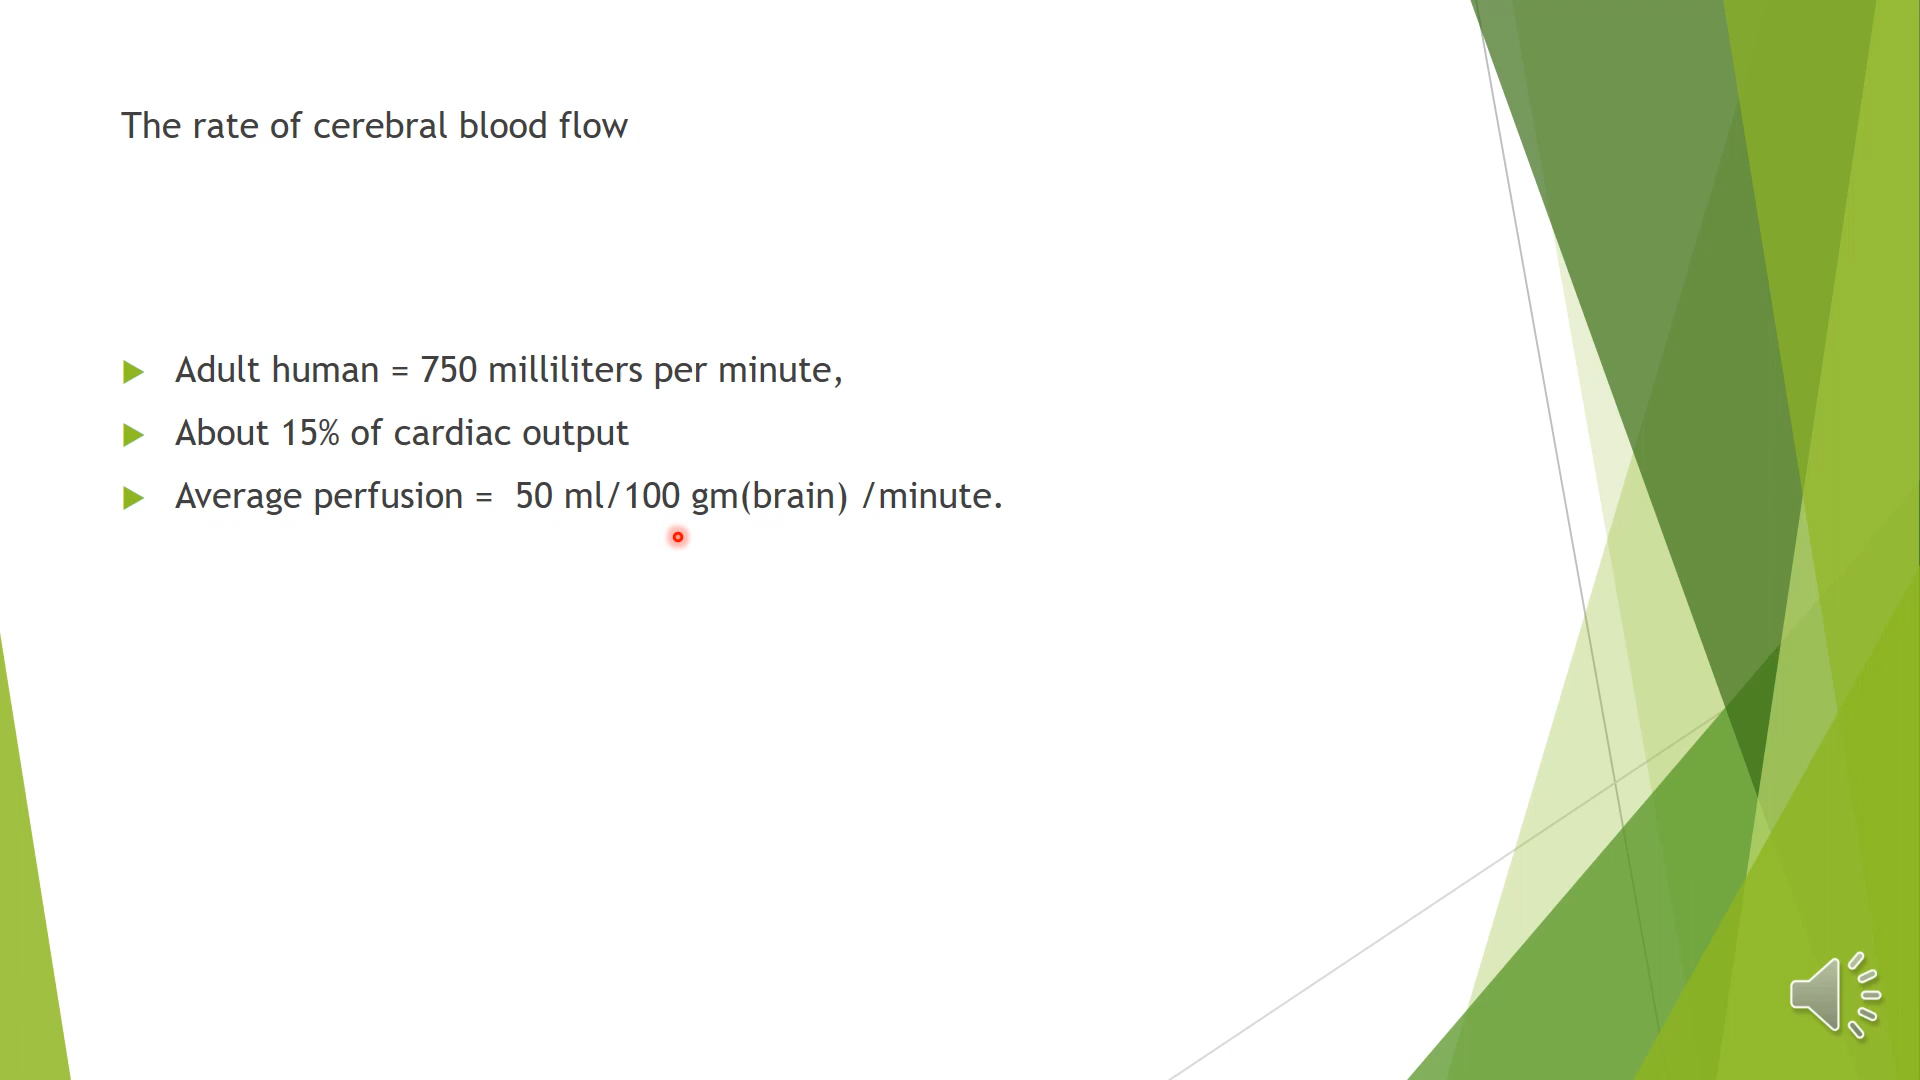 The rate of cerebral blood flow
Adult human = 750 milliliters per minute,
About 15% of cardiac output
Average perfusion =  50 ml/100 gm(brain) /minute.